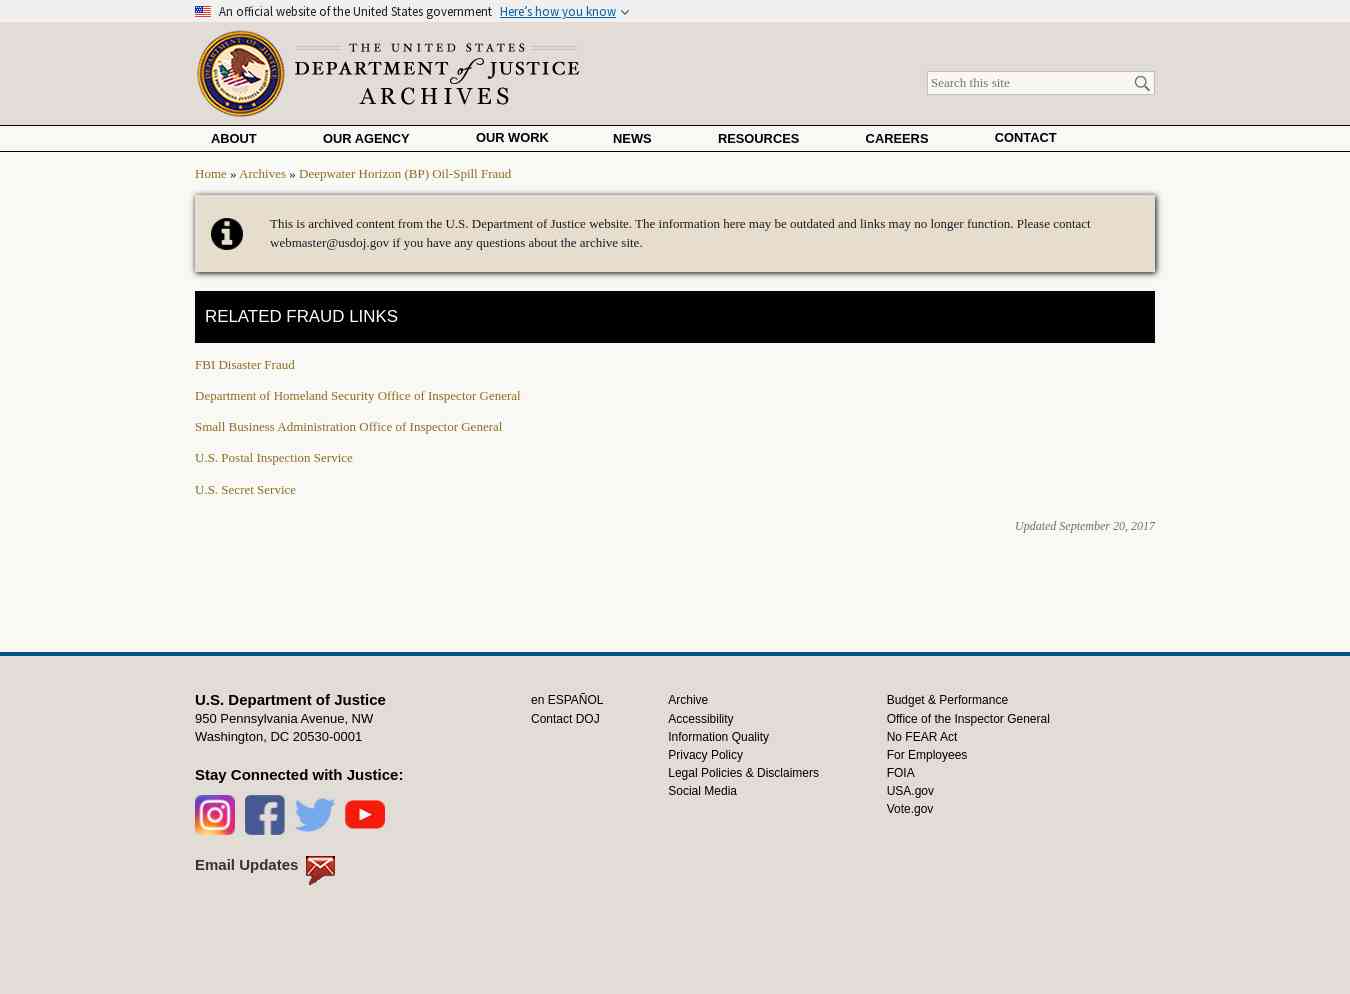 An official website of the United States government Here's how you know
THE UNITED STATES
DEPARTMENT of JUSTICE
ARCHIVES
Search this site
ABOUT OUR AGENCY OUR WORK NEWS RESOURCES CAREERS CONTACT
Home » Archives » Deepwater Horizon (BP) Oil-Spill Fraud
This is archived content from the U.S. Department of Justice website. The information here may be outdated and links may no longer function. Please contact
webmaster@usdoj.gov if you have any questions about the archive site.
RELATED FRAUD LINKS
FBI Disaster Fraud
Department of Homeland Security Office of Inspector General
Small Business Administration Office of Inspector General
U.S. Postal Inspection Service
U.S. Secret Service
Updated September 20, 2017
U.S. Department of Justice
950 Pennsylvania Avenue, NW
Washington, DC 20530-0001
Stay Connected with Justice:
Email Updates
en ESPAÑOL
Contact DOJ
Archive
Accessibility
Information Quality
Privacy Policy
Legal Policies & Disclaimers
Social Media
Budget & Performance
Office of the Inspector General
No FEAR Act
For Employees
FOIA
USA.gov
Vote.gov